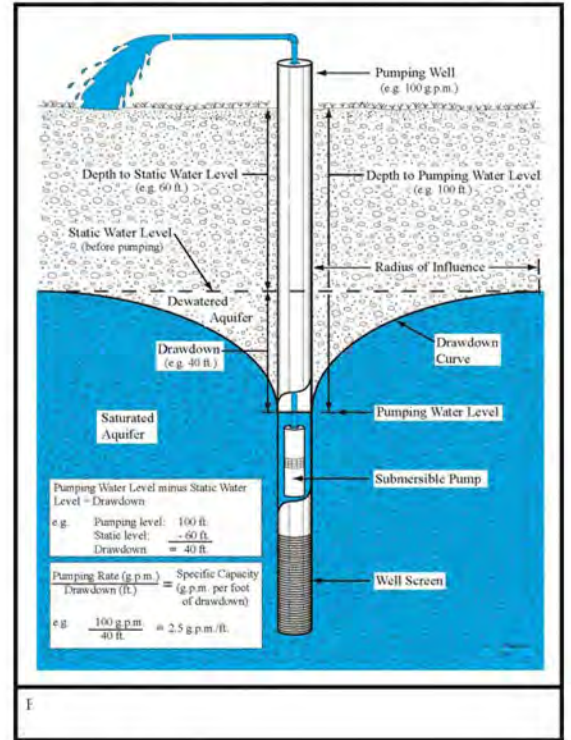 Pumping Well
(e.g. 100 g.p.m.)
Depth to Static Water Level
(e.g. 60 ft.)
Depth to Pumping Water Level
(e.g. 100 ft.)
Static Water Level
(before pumping)
Radius of Influence
Dewatered
Aquifer
Drawdown
(e.g. 40 ft.)
Drawdown
Curve
Pumping Water Level
Saturated
Aquifer
Submersible Pump
Pumping Water Level minus Static Water
Level = Drawdown
e.g. Pumping level: 100 ft.
Static level: - 60 ft.
Drawdown = 40 ft.
Well Screen
Pumping Rate (g.p.m.)
Drawdown (ft.)
= Specific Capacity
(g.p.m. per foot
of drawdown)
e.g. 100 g.p.m.
40 ft.
= 2.5 g.p.m./ft.